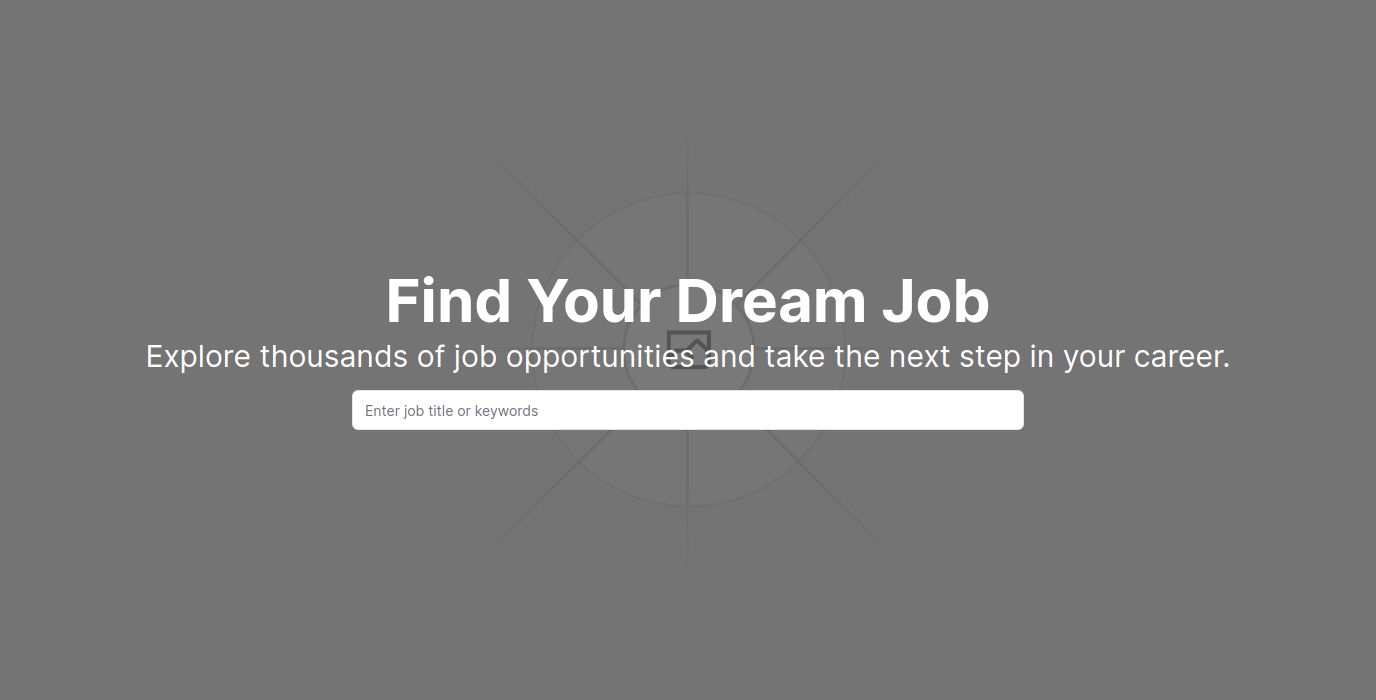 Find Your Dream Job
Explore thousands of job opportunities and take the next step in your career.
Enter job title or keywords